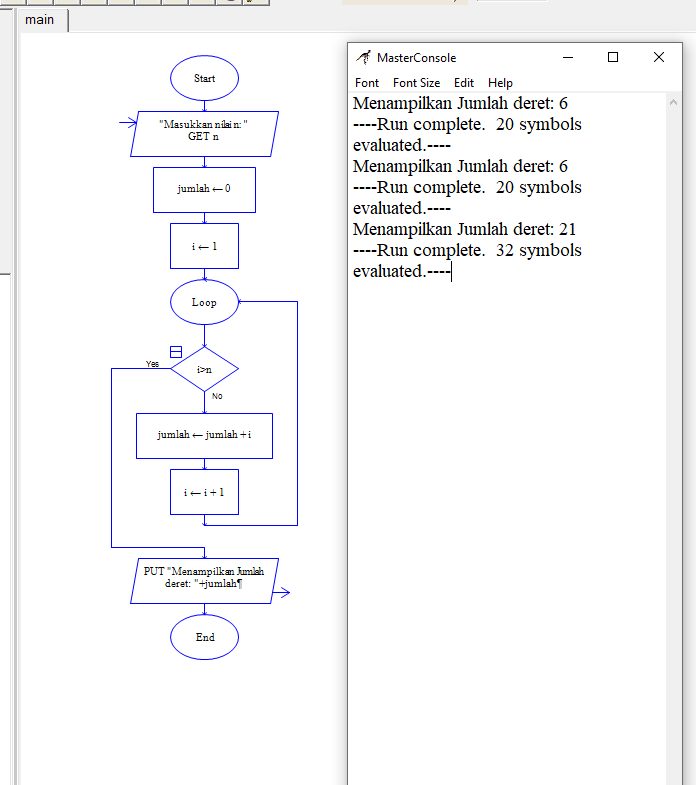 main
Start
"Masukkan nilai n: "
GET n
jumlah ← 0
i ← 1
Loop
Yes
i>n
No
jumlah ← jumlah + i
i ← i + 1
PUT "Menampilkan Jumlah
deret: "+jumlah¶
End
MasterConsole
Font Font Size Edit Help
Menampilkan Jumlah deret: 6
----Run complete. 20 symbols
evaluated.----
Menampilkan Jumlah deret: 6
----Run complete. 20 symbols
evaluated.----
Menampilkan Jumlah deret: 21
----Run complete. 32 symbols
evaluated.----